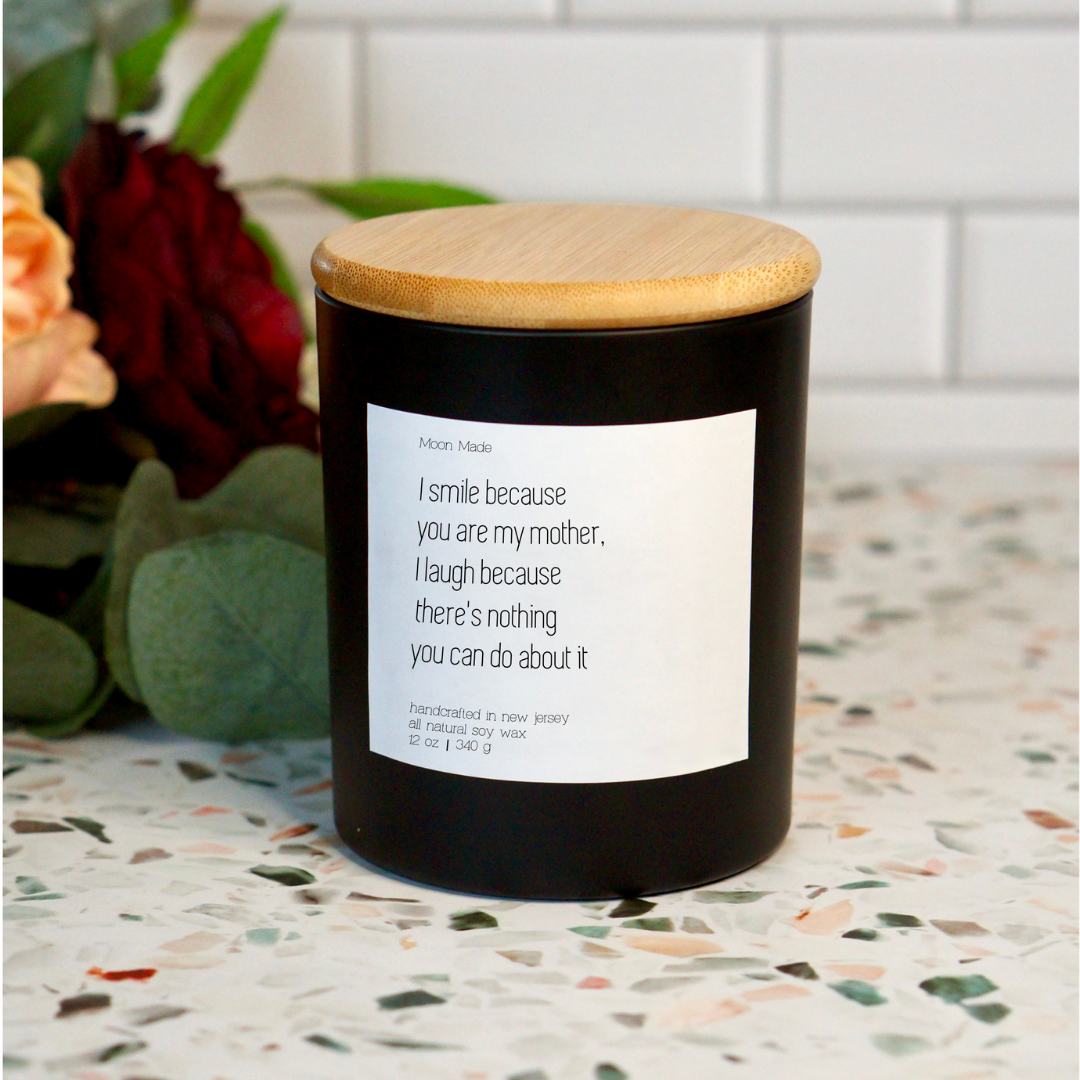 Moon Made
I smile because
you are my mother,
I laugh because
there's nothing
you can do about it
handcrafted in new jersey
all natural soy wax
12 oz | 340 g